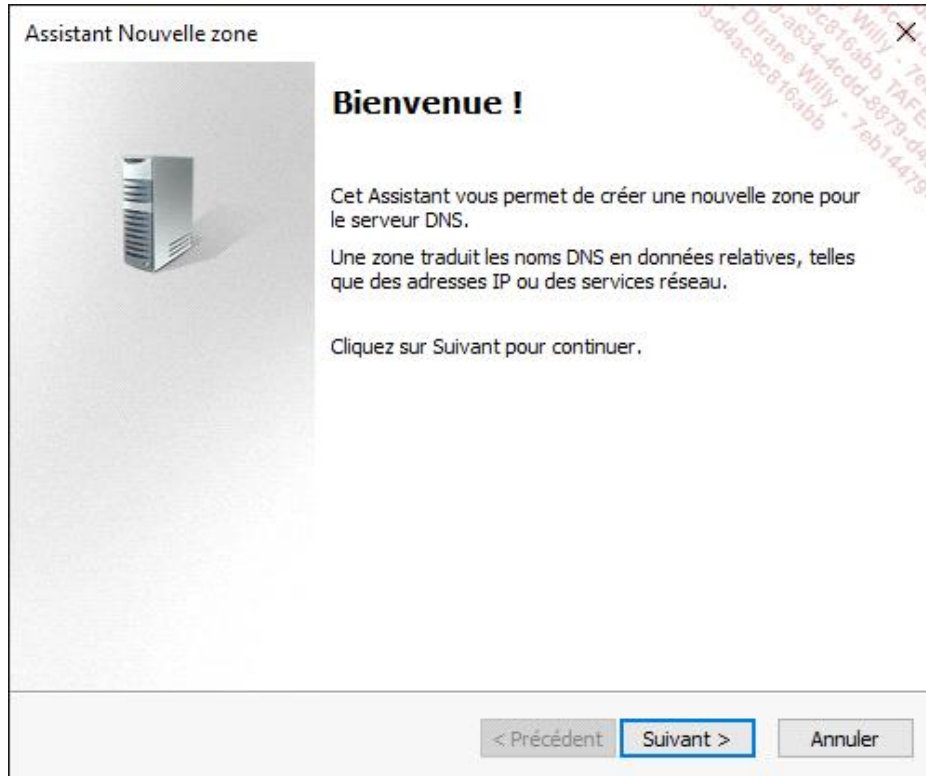 Assistant Nouvelle zone
Bienvenue !
Cet Assistant vous permet de créer une nouvelle zone pour
le serveur DNS.
Une zone traduit les noms DNS en données relatives, telles
que des adresses IP ou des services réseau.
Cliquez sur Suivant pour continuer.
< Précédent
Suivant >
Annuler